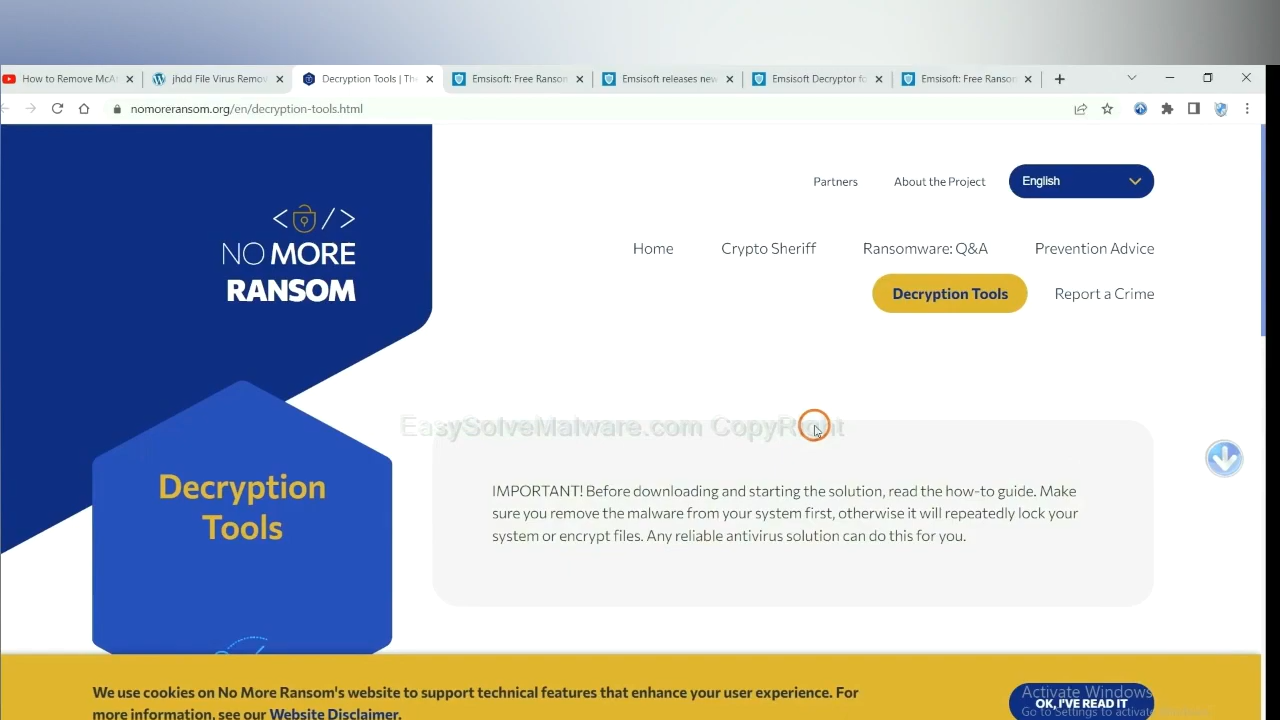 How to Remove McA
jhdd File Virus Remov
Decryption Tools | Th
Emsisoft: Free Ransom
Emsisoft releases new
Emsisoft Decryptor fo
Emsisoft: Free Ransom
nomoreransom.org/en/decryption-tools.html
Partners
About the Project
English
< / >
NO MORE
RANSOM
Home
Crypto Sheriff
Ransomware: Q&A
Prevention Advice
Decryption Tools
Report a Crime
EasySolveMalware.com CopyRight
Decryption
Tools
IMPORTANT! Before downloading and starting the solution, read the how-to guide. Make
sure you remove the malware from your system first, otherwise it will repeatedly lock your
system or encrypt files. Any reliable antivirus solution can do this for you.
We use cookies on No More Ransom's website to support technical features that enhance your user experience. For
more information, see our Website Disclaimer.
OK, I'VE READ IT
Activate Windows
Go to Settings to activate